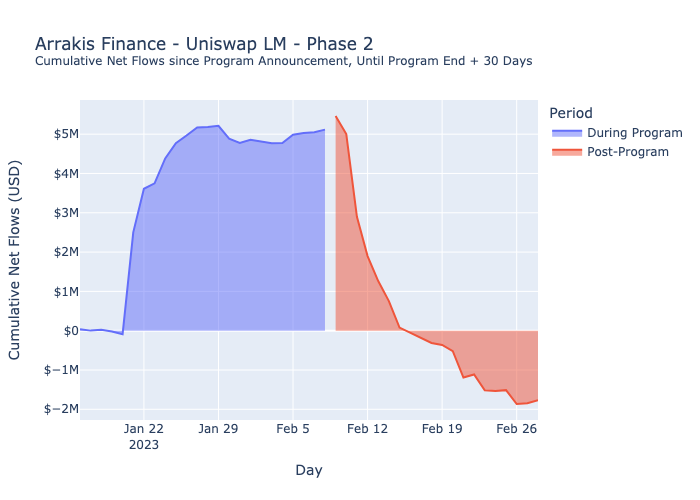 Arrakis Finance - Uniswap LM - Phase 2
Cumulative Net Flows since Program Announcement, Until Program End + 30 Days
Period
During Program
Post-Program
Cumulative Net Flows (USD)
$5M
$4M
$3M
$2M
$1M
$0
$−1M
$−2M
Jan 22
2023
Jan 29
Feb 5
Feb 12
Feb 19
Feb 26
Day